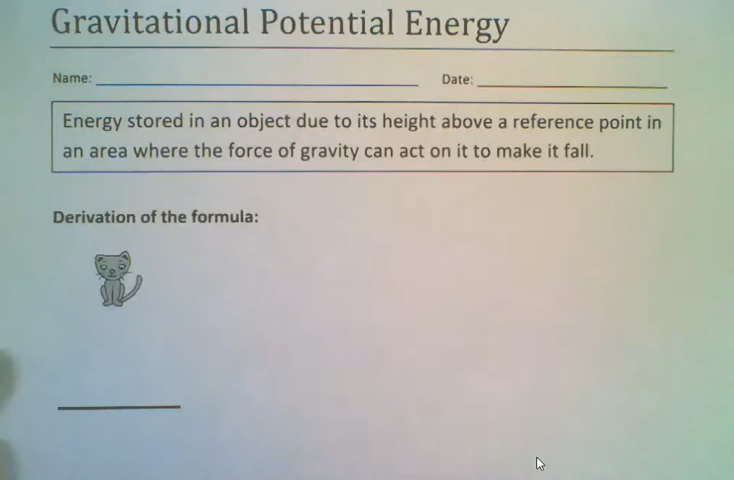 Gravitational Potential Energy
Name:
Date:
Energy stored in an object due to its height above a reference point in
an area where the force of gravity can act on it to make it fall.
Derivation of the formula: